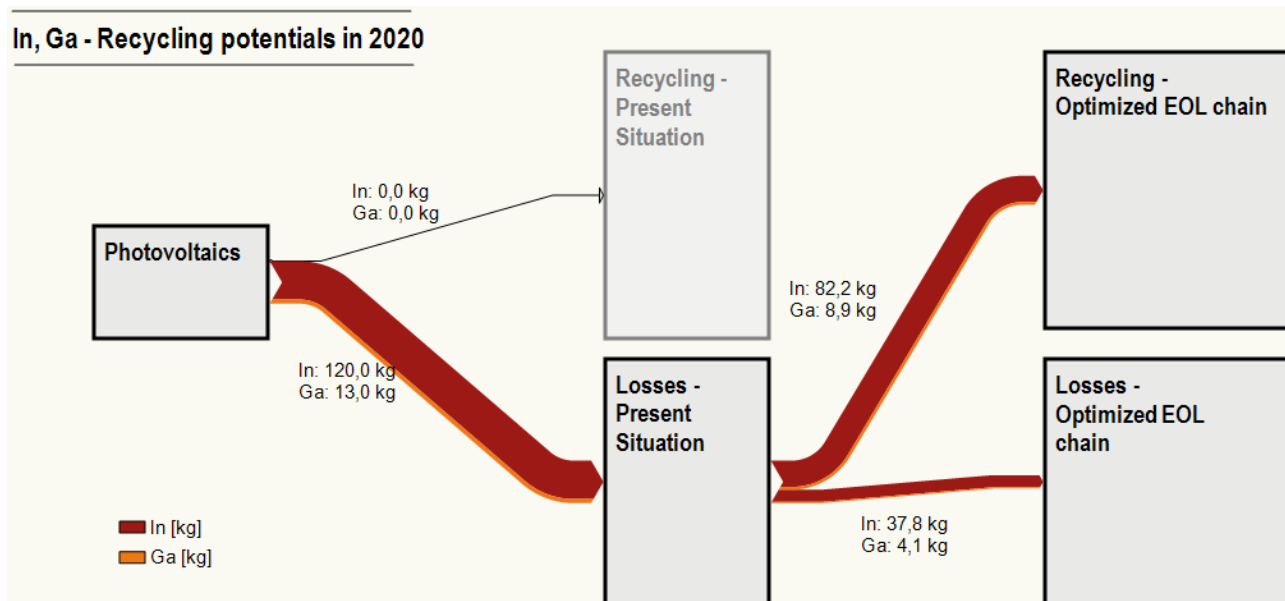 In, Ga - Recycling potentials in 2020
Recycling -
Present
Situation
Recycling -
Optimized EOL chain
In: 0,0 kg
Ga: 0,0 kg
Photovoltaics
In: 82,2 kg
Ga: 8,9 kg
In: 120,0 kg
Ga: 13,0 kg
Losses -
Present
Situation
Losses -
Optimized EOL
chain
In: 37,8 kg
Ga: 4,1 kg
In [kg]
Ga [kg]